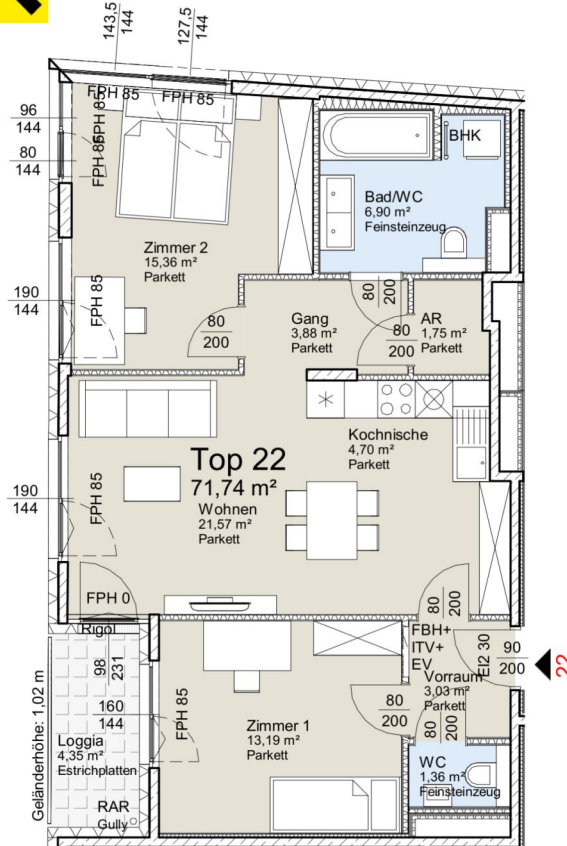 143,5
144
127,5
144
FPH 85
FPH 85
96
144
FPH 85
80
144
FPH 85
BHK
Bad/WC
6,90 m²
Feinsteinzeug
Zimmer 2
15,36 m²
Parkett
190
144
FPH 85
80
200
Gang
3,88 m²
Parkett
80
200
80
200
AR
1,75 m²
Parkett
Kochnische
4,70 m²
Parkett
Top 22
71,74 m²
Wohnen
21,57 m²
Parkett
190
144
FPH 85
FPH 0
Rigol
98
231
80
200
FBH+
ITV+
EV
EI2 30
90
200
22
Vorraum
3,03 m²
Parkett
Geländerhöhe: 1,02 m
160
144
FPH 85
Loggia
4,35 m²
Estrichplatten
Zimmer 1
13,19 m²
Parkett
80
200
80
200
WC
1,36 m²
Feinsteinzeug
RAR
Gully